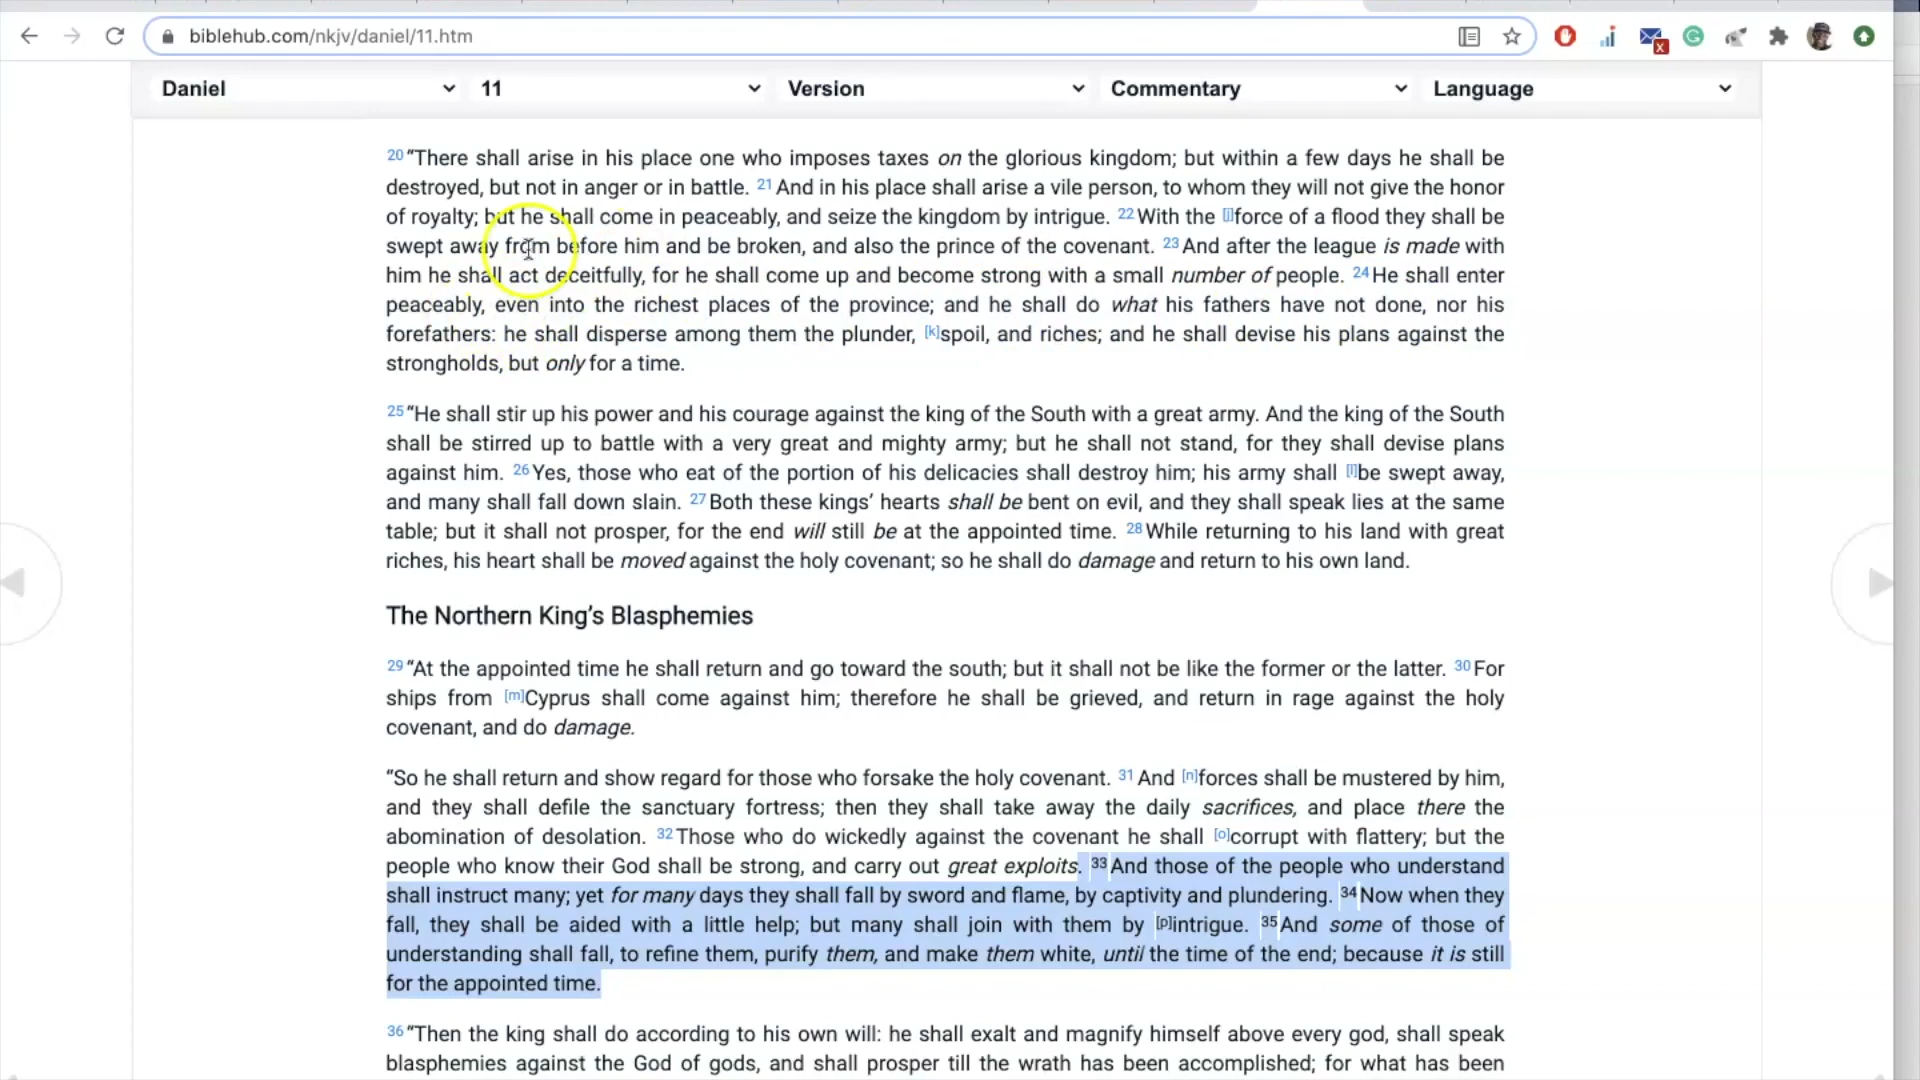 biblehub.com/nkjv/daniel/11.htm
x
Daniel 11 Version Commentary Language
20 “There shall arise in his place one who imposes taxes on the glorious kingdom; but within a few days he shall be
destroyed, but not in anger or in battle. 21 And in his place shall arise a vile person, to whom they will not give the honor
of royalty; but he shall come in peaceably, and seize the kingdom by intrigue. 22 With the [j]force of a flood they shall be
swept away from before him and be broken, and also the prince of the covenant. 23 And after the league is made with
him he shall act deceitfully, for he shall come up and become strong with a small number of people. 24 He shall enter
peaceably, even into the richest places of the province; and he shall do what his fathers have not done, nor his
forefathers: he shall disperse among them the plunder, [k]spoil, and riches; and he shall devise his plans against the
strongholds, but only for a time.
25 “He shall stir up his power and his courage against the king of the South with a great army. And the king of the South
shall be stirred up to battle with a very great and mighty army; but he shall not stand, for they shall devise plans
against him. 26 Yes, those who eat of the portion of his delicacies shall destroy him; his army shall [l]be swept away,
and many shall fall down slain. 27 Both these kings’ hearts shall be bent on evil, and they shall speak lies at the same
table; but it shall not prosper, for the end will still be at the appointed time. 28 While returning to his land with great
riches, his heart shall be moved against the holy covenant; so he shall do damage and return to his own land.
The Northern King’s Blasphemies
29 “At the appointed time he shall return and go toward the south; but it shall not be like the former or the latter. 30 For
ships from [m]Cyprus shall come against him; therefore he shall be grieved, and return in rage against the holy
covenant, and do damage.
“So he shall return and show regard for those who forsake the holy covenant. 31 And [n]forces shall be mustered by him,
and they shall defile the sanctuary fortress; then they shall take away the daily sacrifices, and place there the
abomination of desolation. 32 Those who do wickedly against the covenant he shall [o]corrupt with flattery; but the
people who know their God shall be strong, and carry out great exploits. 33 And those of the people who understand
shall instruct many; yet for many days they shall fall by sword and flame, by captivity and plundering. 34 Now when they
fall, they shall be aided with a little help; but many shall join with them by [p]intrigue. 35 And some of those of
understanding shall fall, to refine them, purify them, and make them white, until the time of the end; because it is still
for the appointed time.
36 “Then the king shall do according to his own will: he shall exalt and magnify himself above every god, shall speak
blasphemies against the God of gods, and shall prosper till the wrath has been accomplished; for what has been